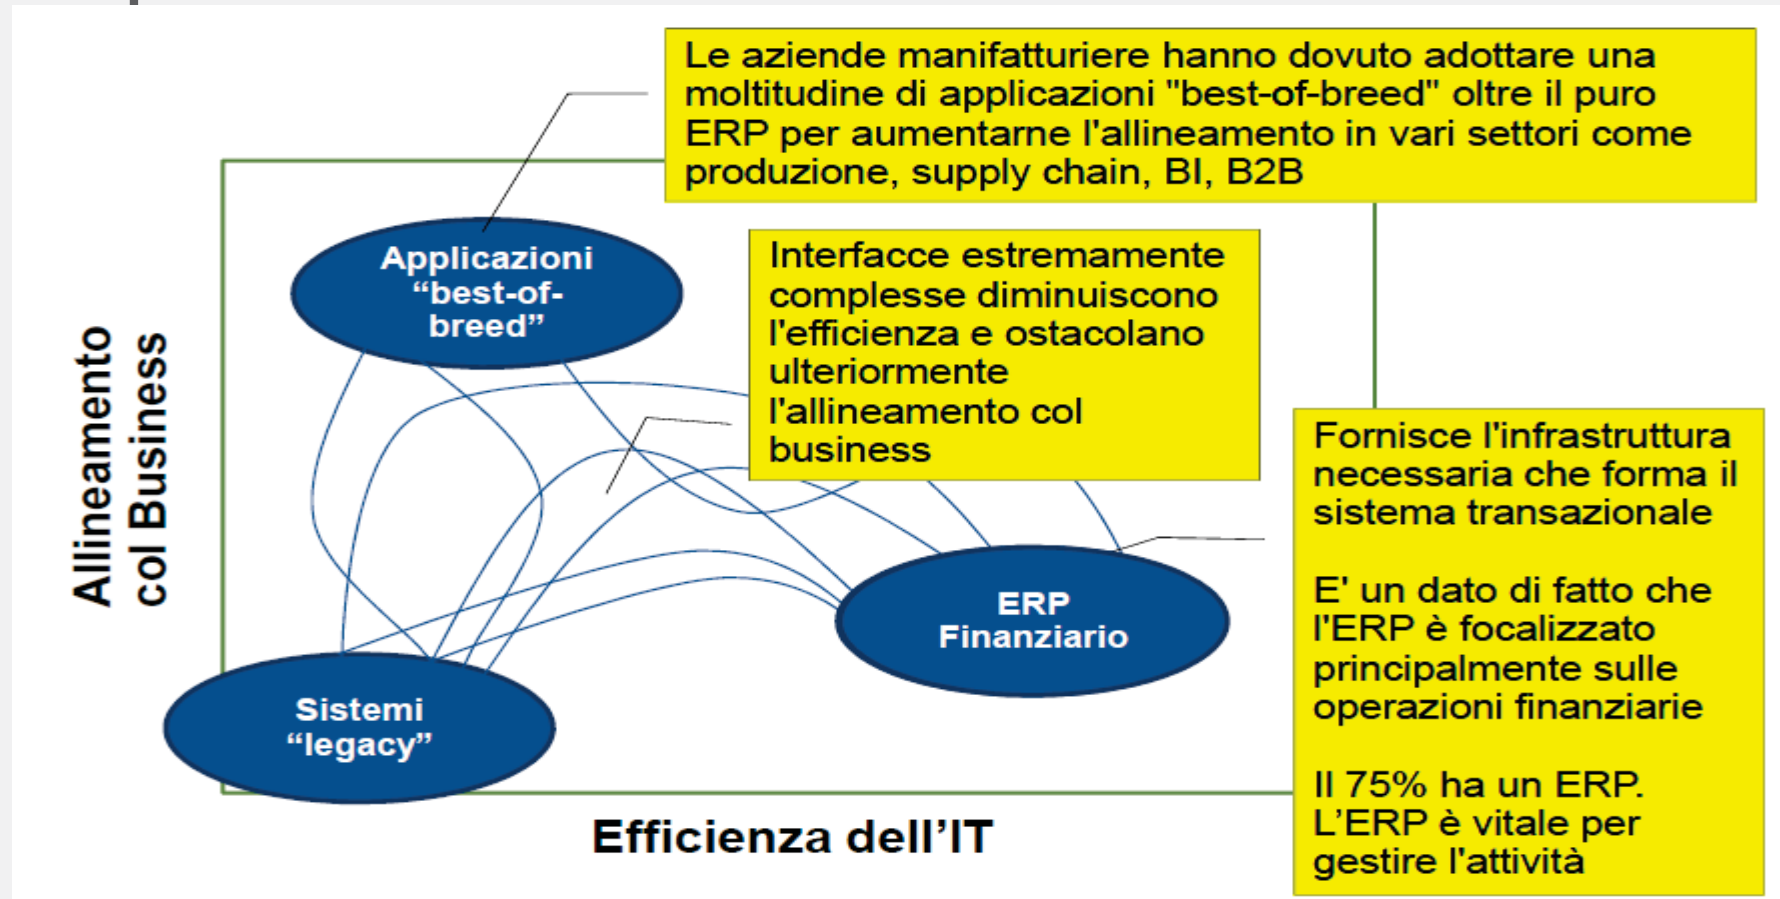 Le aziende manifatturiere hanno dovuto adottare una
moltitudine di applicazioni "best-of-breed" oltre il puro
ERP per aumentarne l'allineamento in vari settori come
produzione, supply chain, BI, B2B
Applicazioni
“best-of-
breed”
Interfacce estremamente
complesse diminuiscono
l'efficienza e ostacolano
ulteriormente
l'allineamento col
business
Allineamento
col Business
Fornisce l'infrastruttura
necessaria che forma il
sistema transazionale
E' un dato di fatto che
l'ERP è focalizzato
principalmente sulle
operazioni finanziarie
Il 75% ha un ERP.
L’ERP è vitale per
gestire l'attività
ERP
Finanziario
Sistemi
“legacy”
Efficienza dell’IT